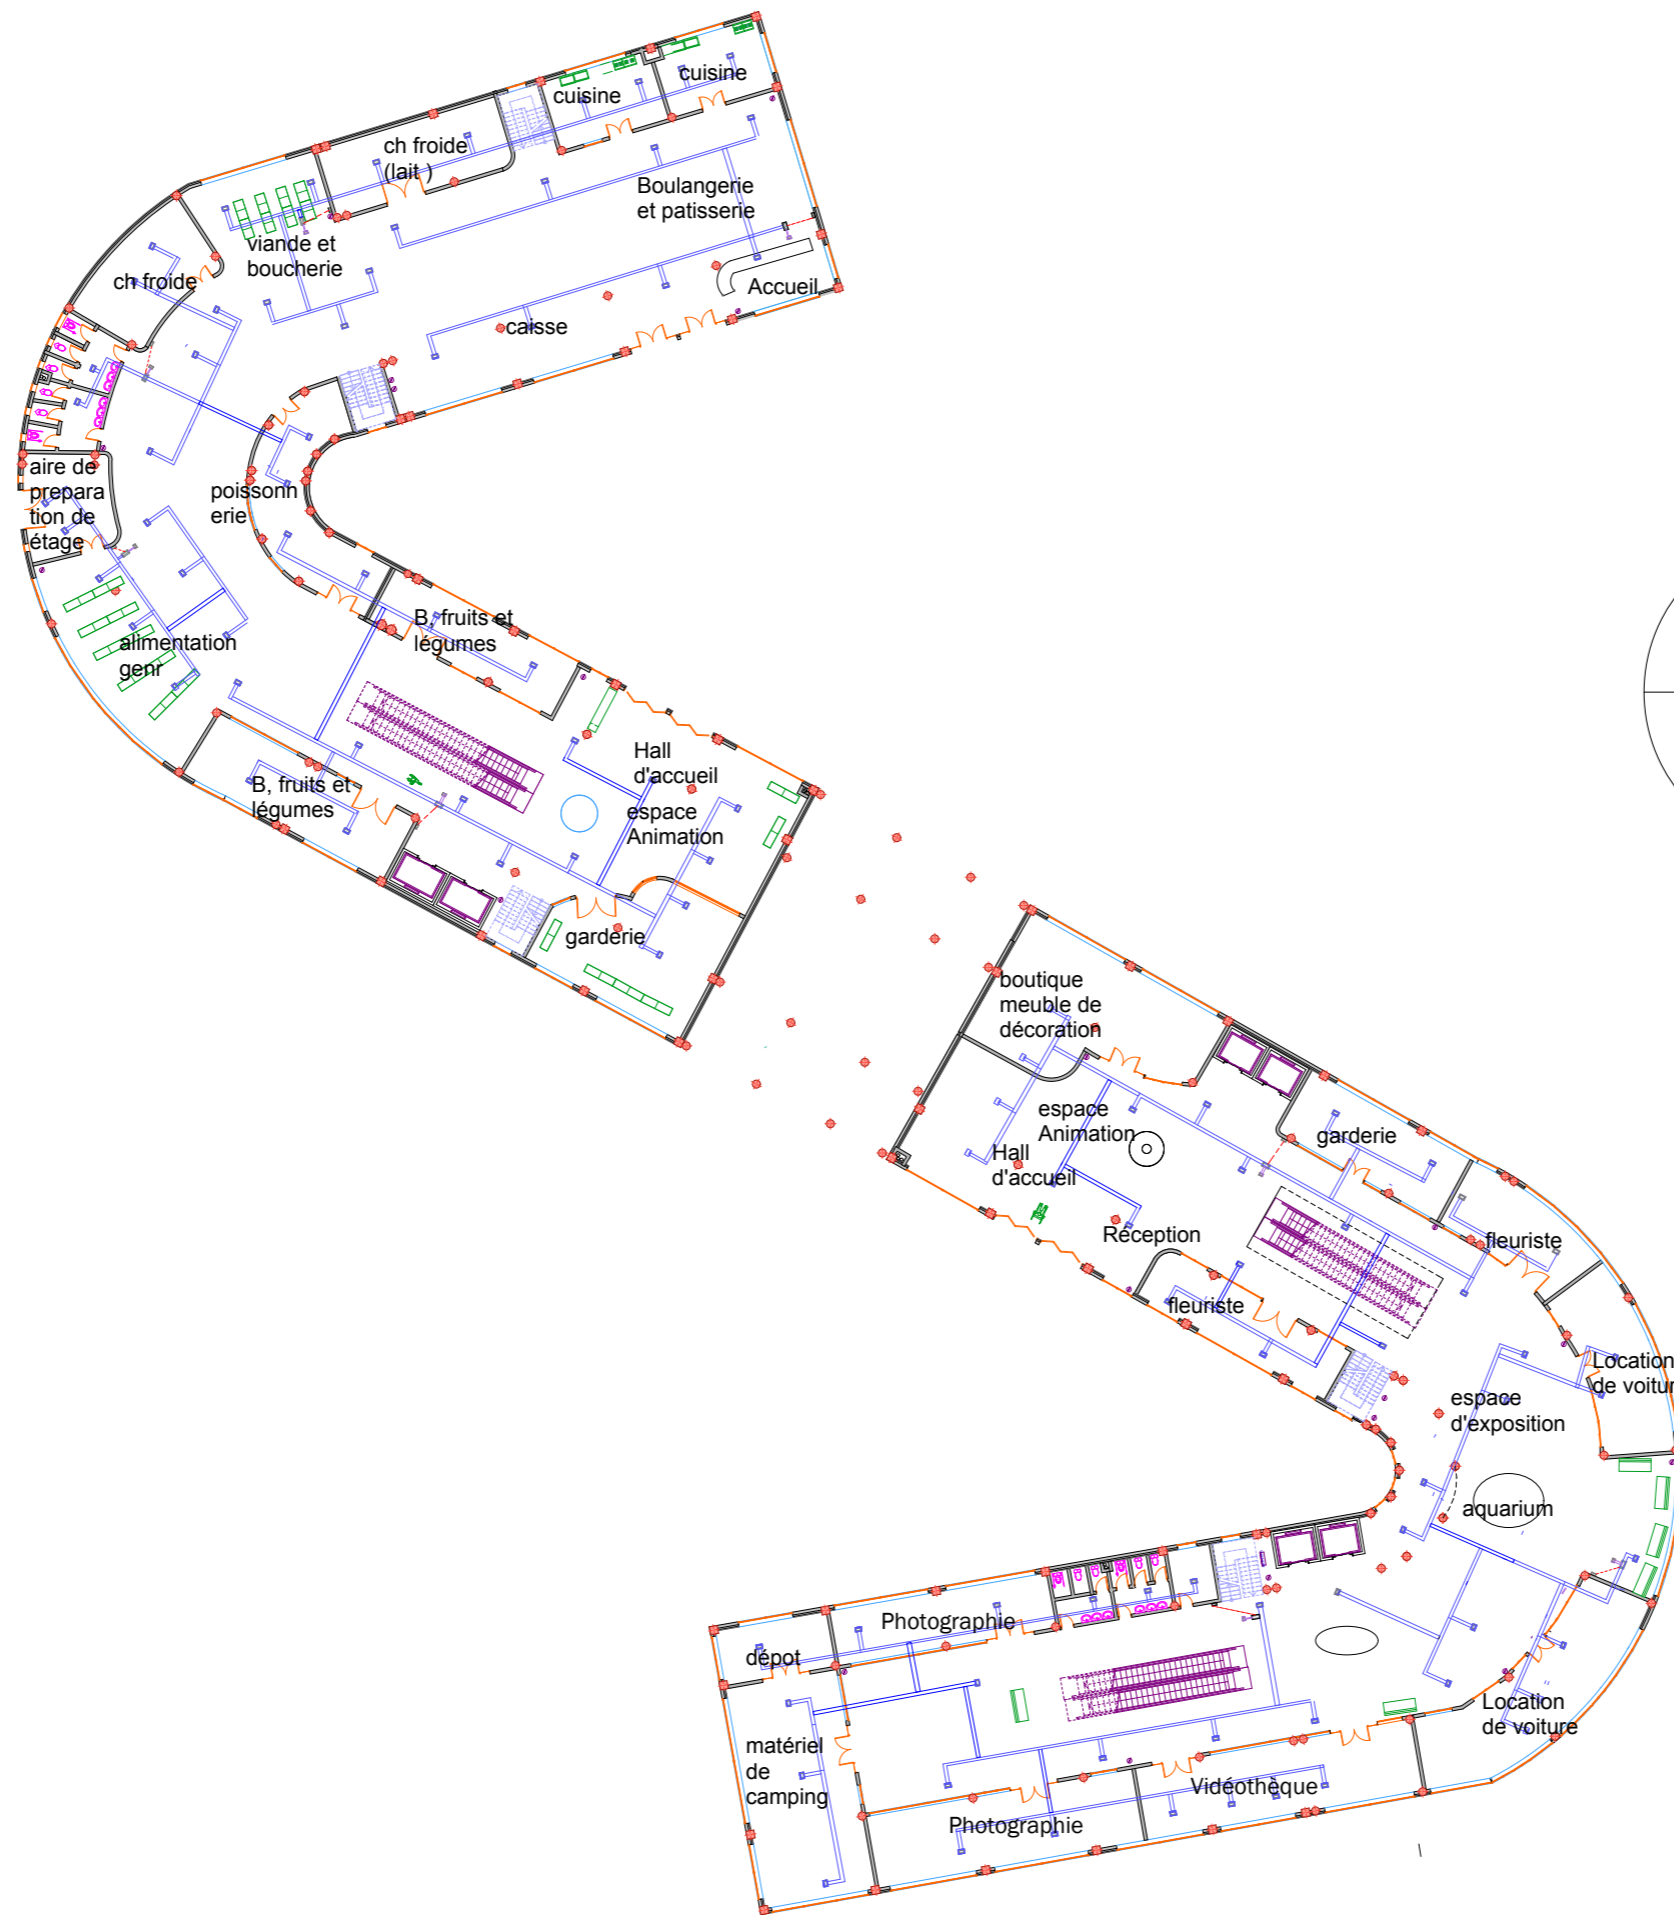 cuisine
cuisine
ch froide
(lait )
Boulangerie
et patisserie
viande et
boucherie
ch froide
Accueil
caisse
aire de
prepara
tion de
étage
poissonn
erie
B, fruits et
légumes
alimentation
genr
Hall
d'accueil
B, fruits et
légumes
espace
Animation
garderie
boutique
meuble de
décoration
espace
Animation
garderie
Hall
d'accueil
Réception
fleuriste
fleuriste
Location
de voitur
espace
d'exposition
aquarium
Photographie
dépot
Location
de voiture
matériel
de
camping
Vidéothèque
Photographie